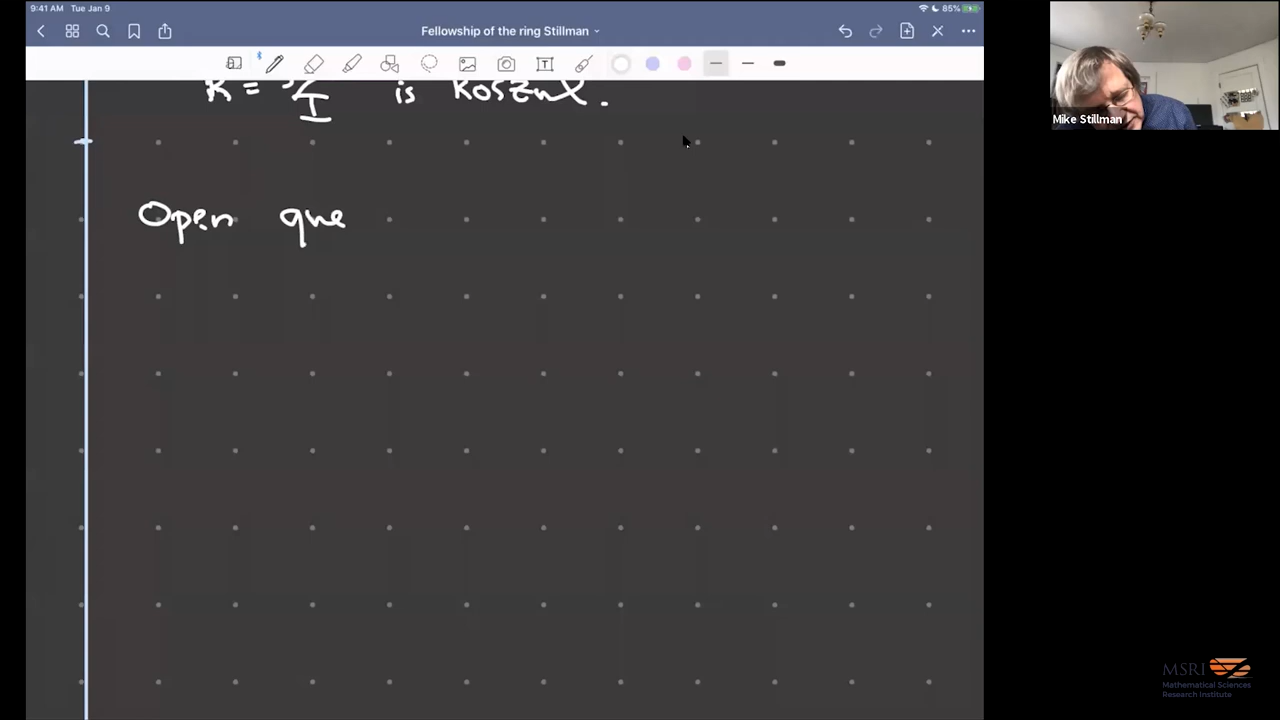 9:41 AM Tue Jan 9
85%
Fellowship of the ring Stillman
R = S/I is Koszul.
Open que
Mike Stillman
MSRI
Mathematical Sciences
Research Institute